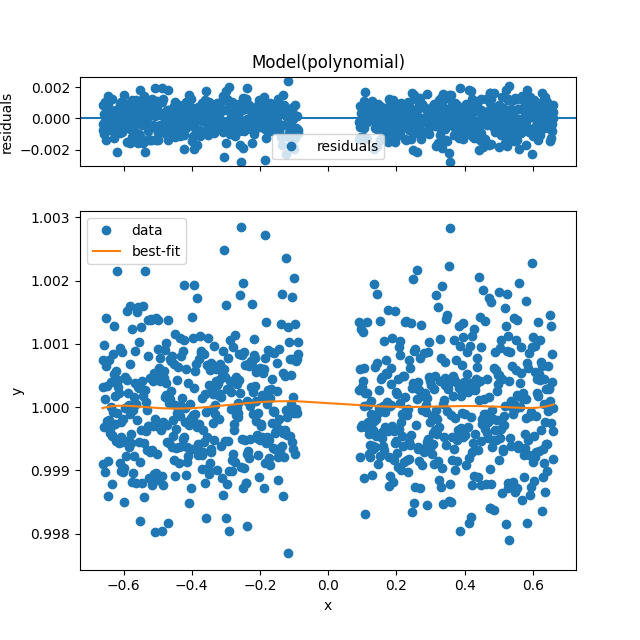 Model(polynomial)
0.002
0.000
−0.002
residuals
residuals
1.003
1.002
1.001
1.000
0.999
0.998
y
data
best-fit
−0.6 −0.4 −0.2 0.0 0.2 0.4 0.6
x